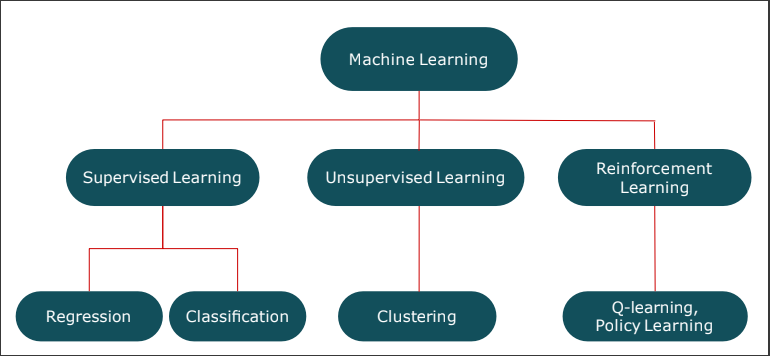 Machine Learning
Supervised Learning
Unsupervised Learning
Reinforcement
Learning
Regression
Classification
Clustering
Q-learning,
Policy Learning